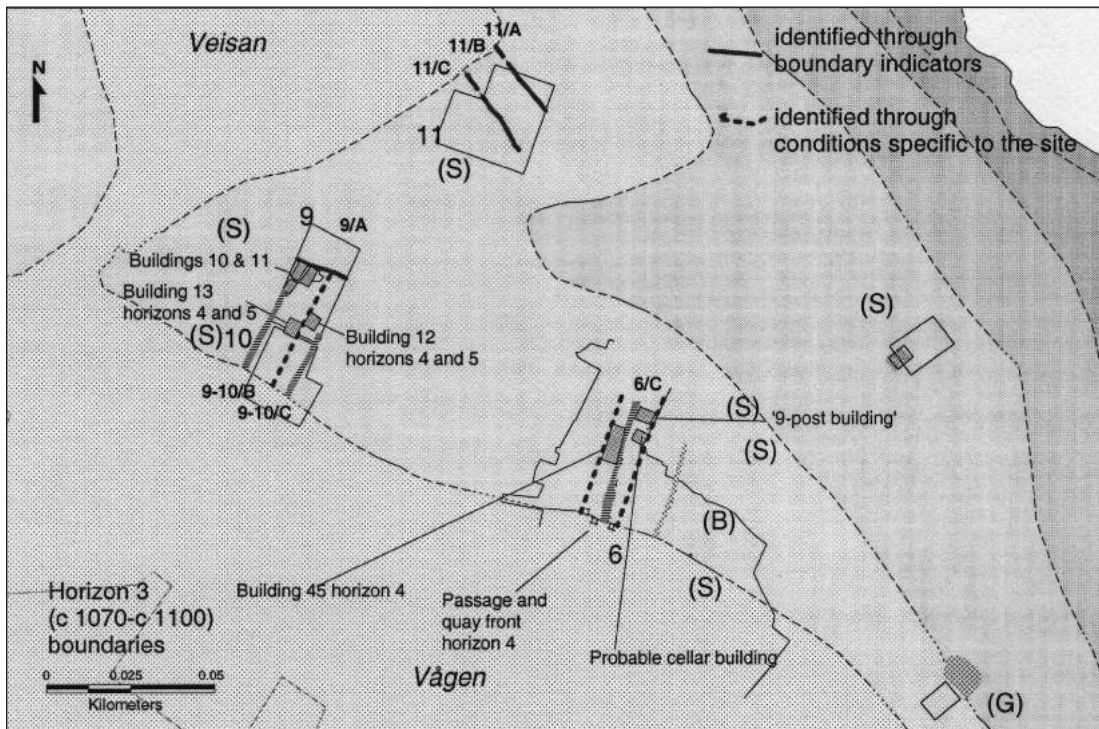 Veisan
N
11/A
11/B
11/C
11
(S)
identified through
boundary indicators
identified through
conditions specific to the site
9
9/A
(S)
Buildings 10 & 11
Building 13
horizons 4 and 5
(S)
10
Building 12
horizons 4 and 5
9-10/B
9-10/C
(S)
6/C
(S)
'9-post building'
(S)
(B)
6
(S)
Building 45 horizon 4
Passage and
quay front
horizon 4
Probable cellar building
Horizon 3
(c 1070-c 1100)
boundaries
0
0.025
0.05
Kilometers
Vågen
(G)